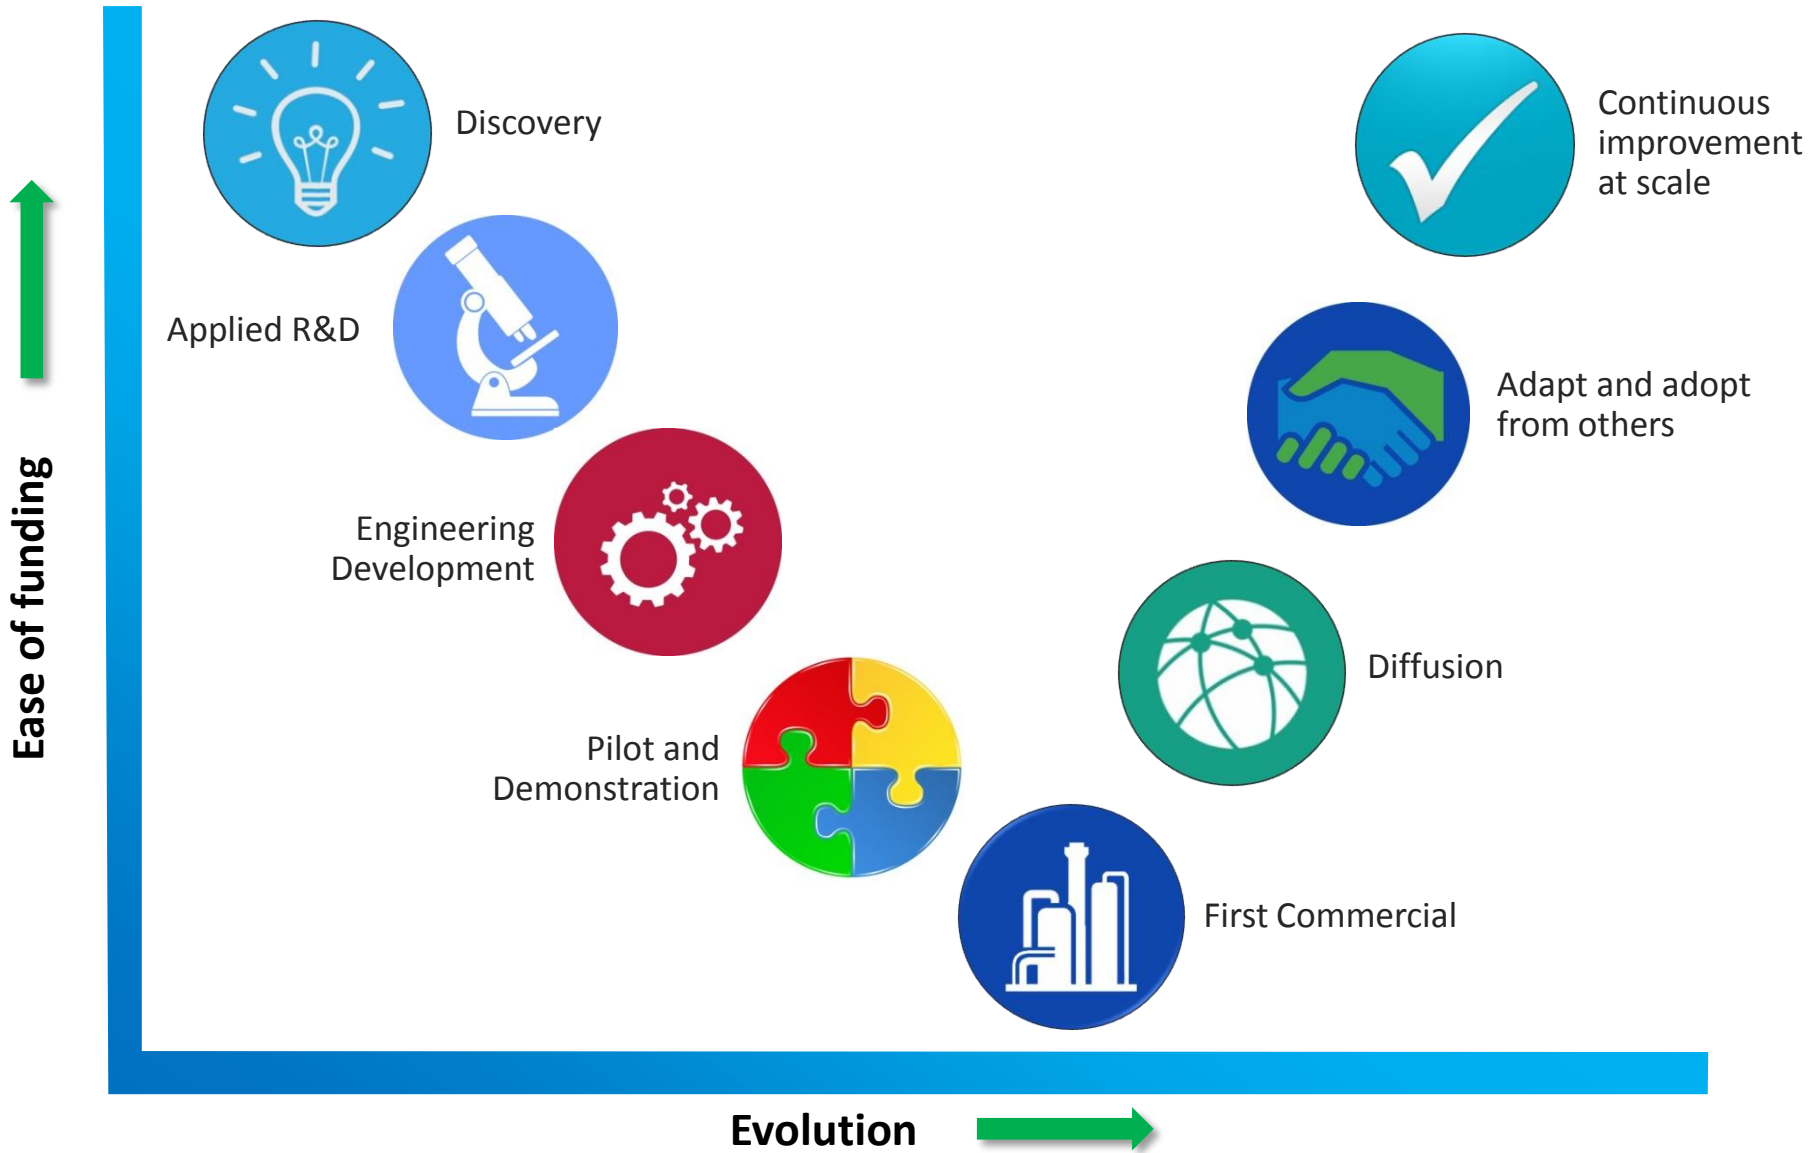 Discovery
Continuous
improvement
at scale
Applied R&D
Adapt and adopt
from others
Engineering
Development
Ease of funding
Diffusion
Pilot and
Demonstration
First Commercial
Evolution